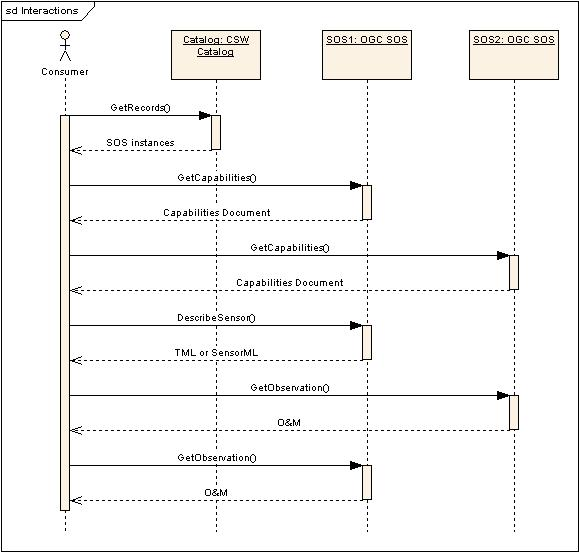 sd Interactions
Consumer
Catalog: CSW
Catalog
SOS1: OGC SOS
SOS2: OGC SOS
GetRecords()
SOS instances
GetCapabilities()
Capabilities Document
GetCapabilities()
Capabilities Document
DescribeSensor()
TML or SensorML
GetObservation()
O&M
GetObservation()
O&M